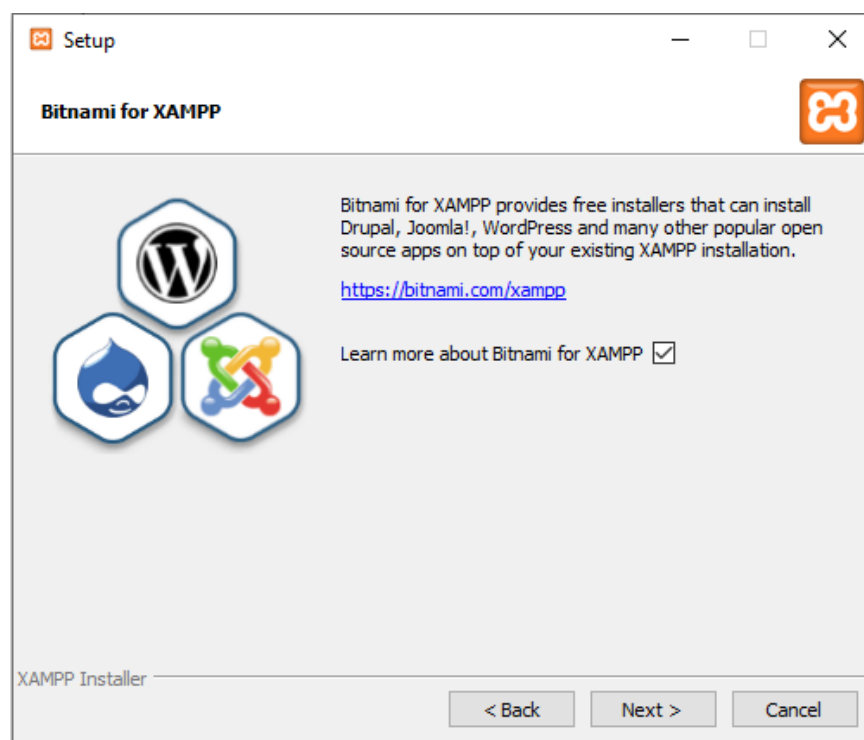 Setup
Bitnami for XAMPP
Bitnami for XAMPP provides free installers that can install
Drupal, Joomla!, WordPress and many other popular open
source apps on top of your existing XAMPP installation.
https://bitnami.com/xampp
Learn more about Bitnami for XAMPP
XAMPP Installer
< Back
Next >
Cancel